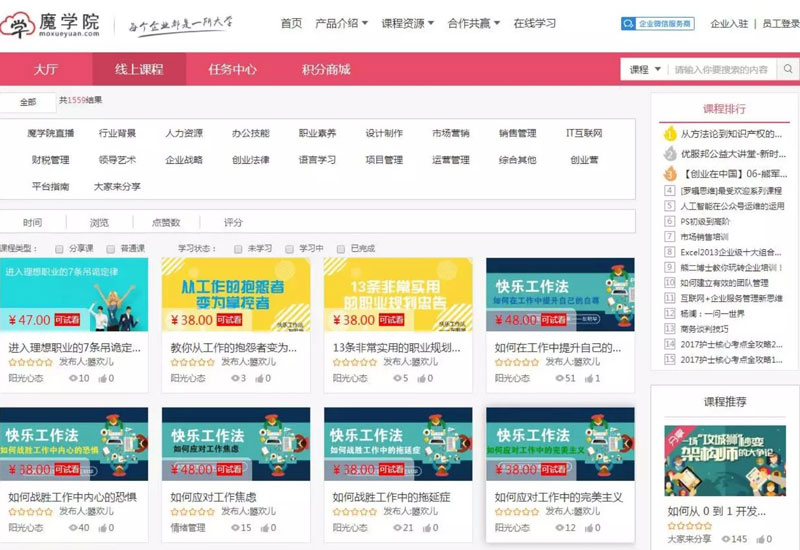 魔学院
moxueyuan.com
每个企业都是一所大学
首页 产品介绍 课程资源 合作共赢 在线学习
企业微信服务商
企业入驻 | 员工登录
大厅 线上课程 任务中心 积分商城
课程 请输入你要搜索的内容
全部 共1559结果
魔学院直播 行业背景 人力资源 办公技能 职业素养 设计制作 市场营销 销售管理 IT互联网
财税管理 领导艺术 企业战略 创业法律 语言学习 项目管理 运营管理 综合其他 创业营
平台指南 大家来分享
时间 浏览 点赞数 评分
课程类型： 分享课 普通课 学习状态： 未学习 学习中 已完成
进入理想职业的7条吊诡定律
¥47.00 可试看
进入理想职业的7条吊诡定...
发布人:
欢儿
阳光心态 10 0
从工作的抱怨者
变为掌控者
快乐工作法
¥38.00 可试看
教你从工作的抱怨者变为...
发布人:
欢儿
阳光心态 3 0
13条非常实用
的职业规划忠告
快乐工作法
¥38.00 可试看
13条非常实用的职业规划...
发布人:
欢儿
阳光心态 5 0
快乐工作法
如何在工作中提升自己的自尊
¥48.00 可试看
如何在工作中提升自己的...
发布人:
欢儿
阳光心态 51 1
快乐工作法
如何战胜工作中内心的恐惧
¥38.00 可试看
如何战胜工作中内心的恐惧
发布人:
欢儿
阳光心态 40 0
快乐工作法
如何应对工作焦虑
¥48.00 可试看
如何应对工作焦虑
发布人:
欢儿
情绪管理 15 0
快乐工作法
如何战胜工作中的拖延症
¥38.00 可试看
如何战胜工作中的拖延症
发布人:
欢儿
阳光心态 21 0
快乐工作法
如何应对工作中的完美主义
¥38.00 可试看
如何应对工作中的完美主义
发布人:
欢儿
阳光心态 12 0
课程排行
1 从方法论到知识产权的...
2 优服邦公益大讲堂-新时...
3 【创业在中国】06-熊军...
4 [罗辑思维]最受欢迎系列课程
5 人工智能在公众号运维的运用
6 PS初级到高阶
7 市场销售培训
8 Excel2013企业级十大组合...
9 熊二博士教你玩转企业培训！
10 如何建立有效的团队管理
11 互联网+企业服务管理新思维
12 杨澜：一问一世界
13 商务谈判技巧
14 2017护士核心考点全攻略2...
15 2017护士核心考点全攻略1...
课程推荐
分享
一场“攻城狮”秒变
架构师的大争论
如何从 0 到 1 开发...
大家来分享 145 0